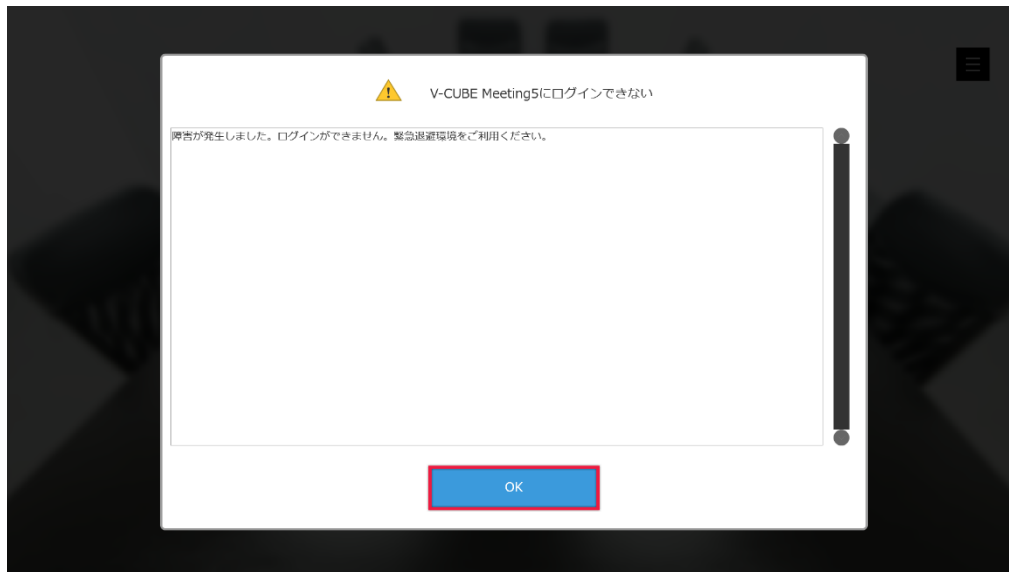 V-CUBE Meeting5にログインできない
障害が発生しました。ログインができません。緊急退避環境をご利用ください。
OK